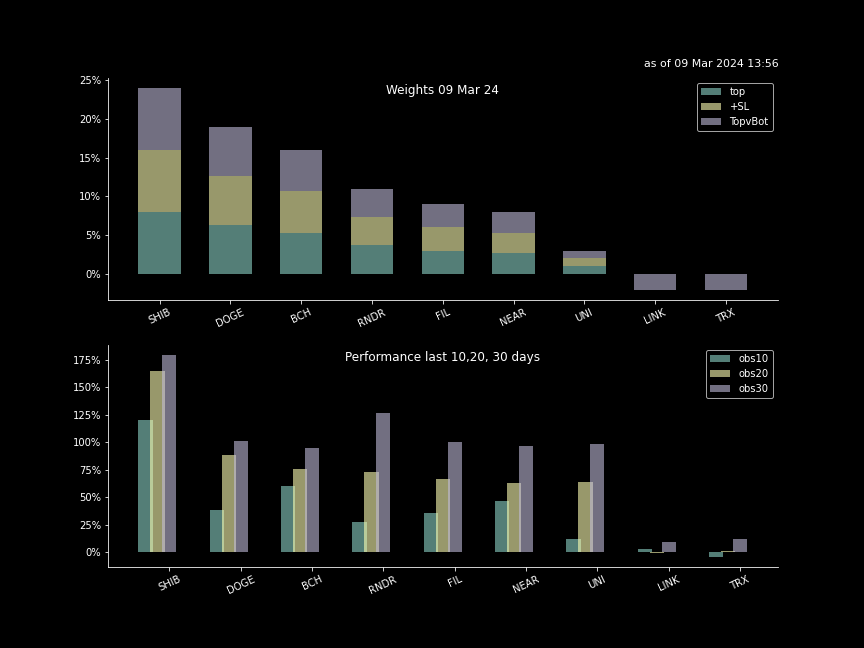 as of 09 Mar 2024 13:56
Weights 09 Mar 24
top
+SL
TopvBot
25%
20%
15%
10%
5%
0%
SHIB DOGE BCH RNDR FIL NEAR UNI LINK TRX
Performance last 10,20, 30 days
obs10
obs20
obs30
175%
150%
125%
100%
75%
50%
25%
0%
SHIB DOGE BCH RNDR FIL NEAR UNI LINK TRX